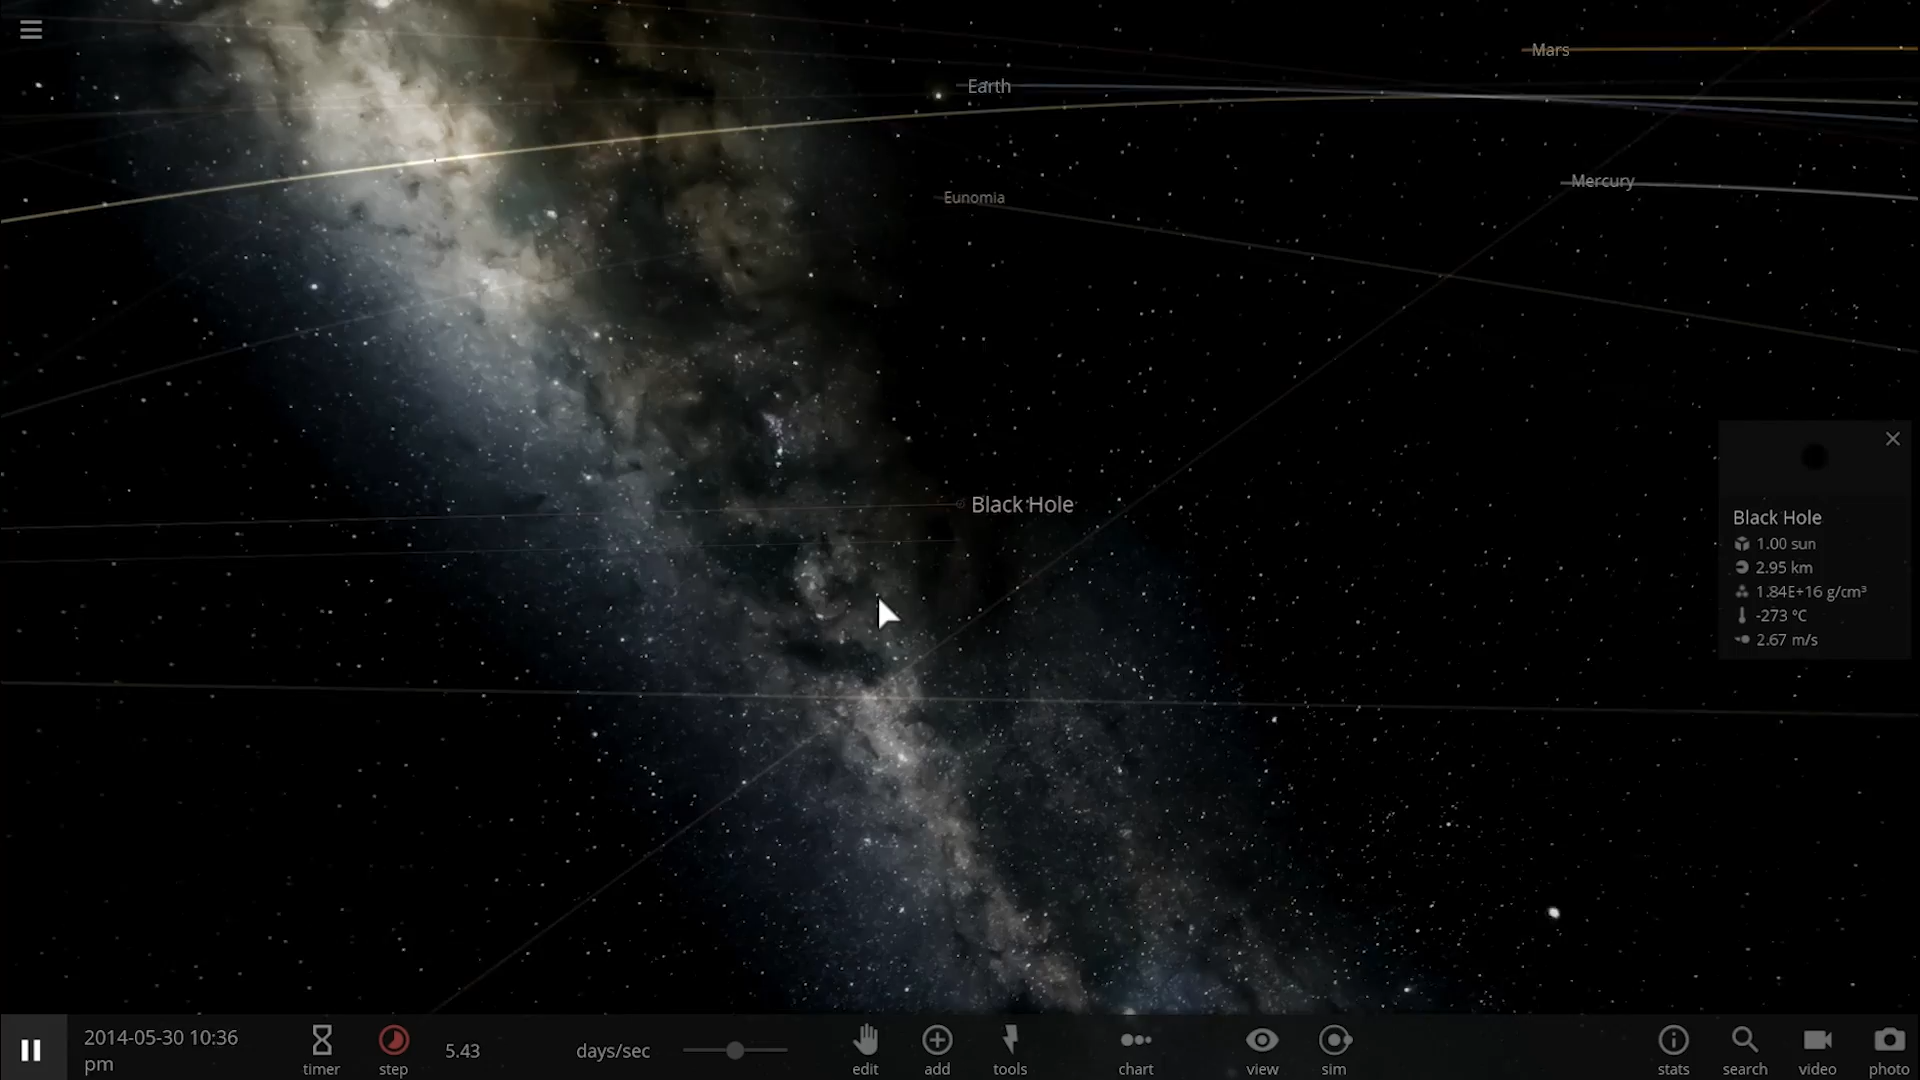 Mars
Earth
Mercury
Eunomia
Black Hole
Black Hole
1.00 sun
2.95 km
1.84E+16 g/cm³
-273 °C
2.67 m/s
2014-05-30 10:36
pm
timer
step
5.43
days/sec
edit
add
tools
chart
view
sim
stats
search
video
photo